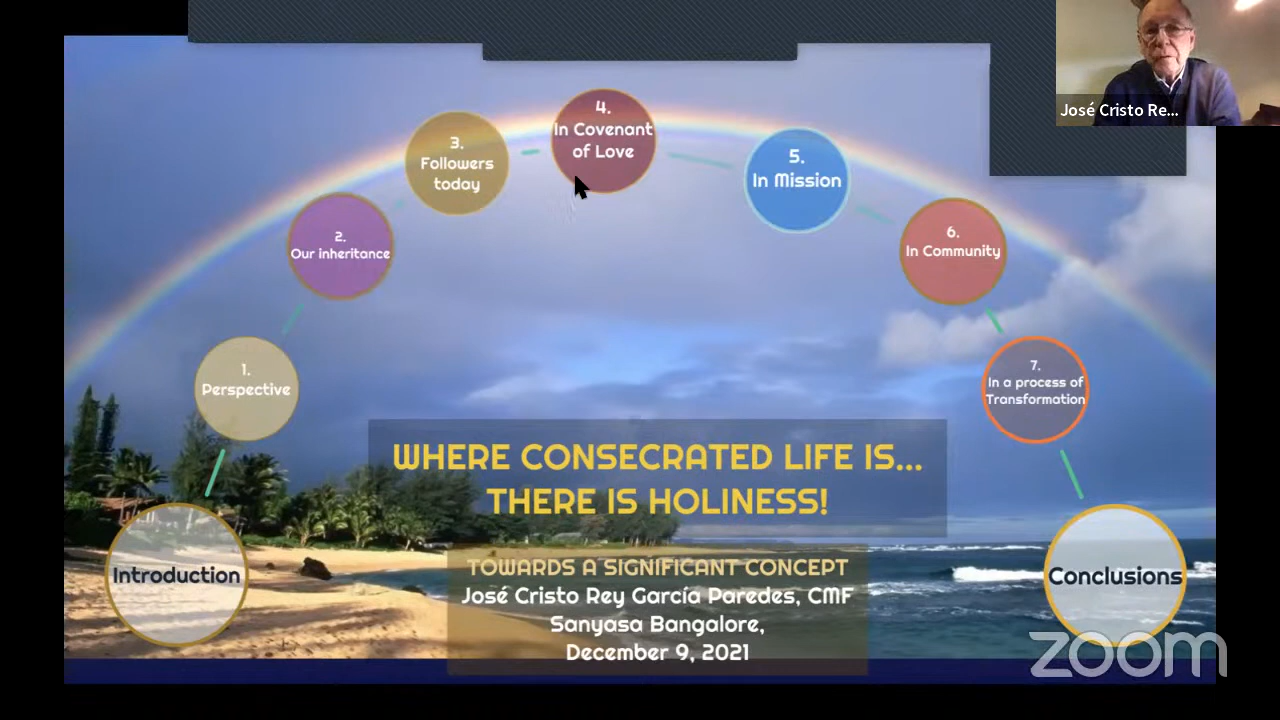 José Cristo Re...
4.
In Covenant
of Love
3.
Followers
today
5.
In Mission
2.
Our inheritance
6.
In Community
1.
Perspective
7.
In a process of
Transformation
WHERE CONSECRATED LIFE IS...
THERE IS HOLINESS!
Introduction
TOWARDS A SIGNIFICANT CONCEPT
José Cristo Rey García Paredes, CMF
Sanyasa Bangalore,
December 9, 2021
Conclusions
zoom